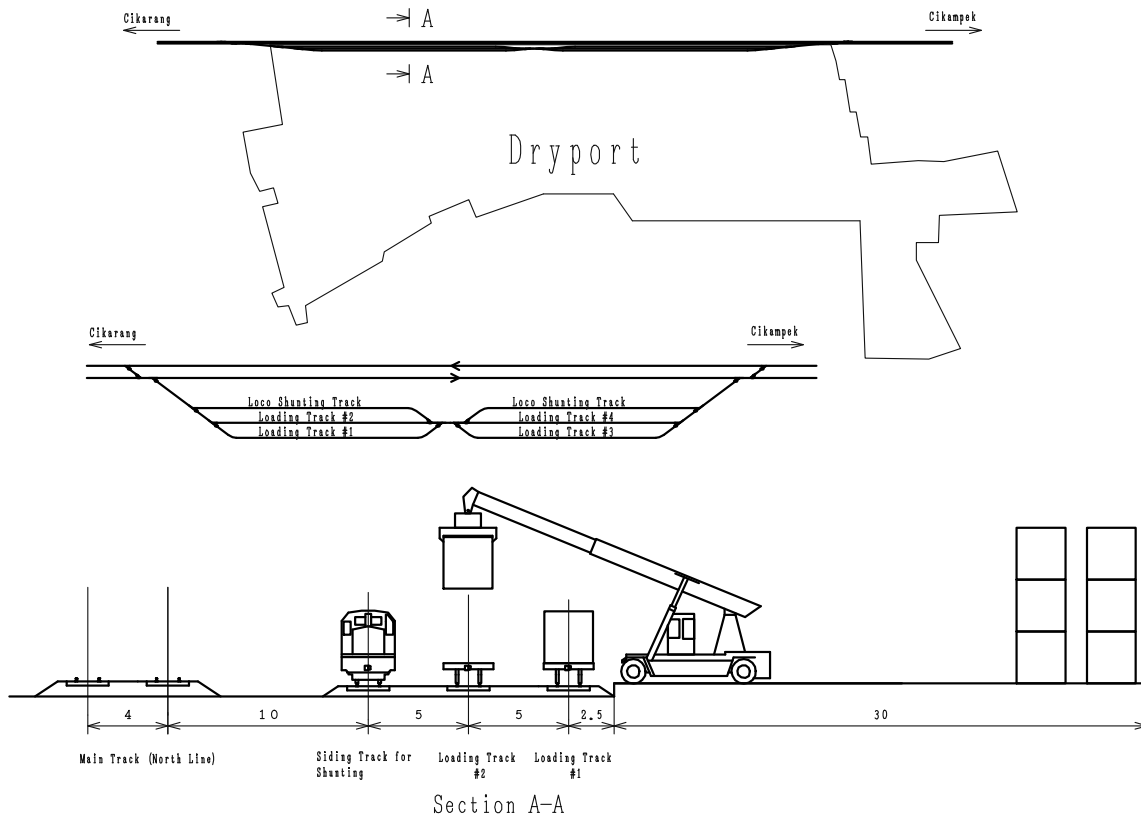 Cikarang
A
Cikampek
A
Dryport
Cikarang
Cikampek
Loco Shunting Track
Loco Shunting Track
Loading Track #2
Loading Track #4
Loading Track #1
Loading Track #3
4
10
5
5
2.5
30
Main Track (North Line)
Siding Track for
Shunting
Loading Track
#2
Loading Track
#1
Section A-A